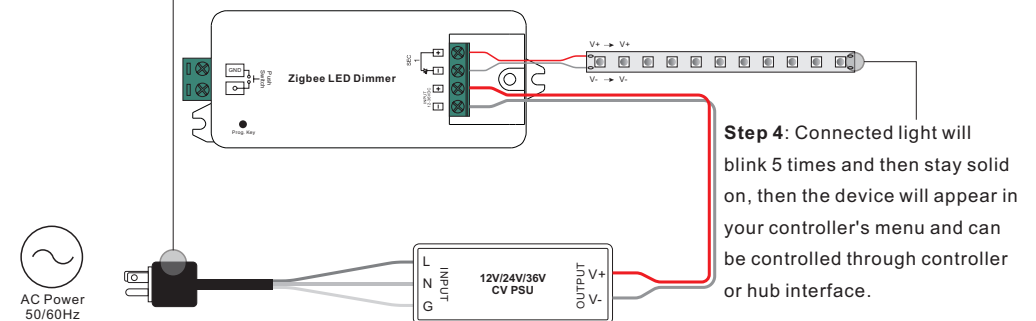 V+ → V+
V- → V-
GND
Push
Switch
Zigbee LED Dimmer
Prog. Key
SEC
1
+
−
+
−
Step 4: Connected light will
blink 5 times and then stay solid
on, then the device will appear in
your controller's menu and can
be controlled through controller
or hub interface.
AC Power
50/60Hz
L
N
G
INPUT
12V/24V/36V
CV PSU
OUTPUT
V+
V-